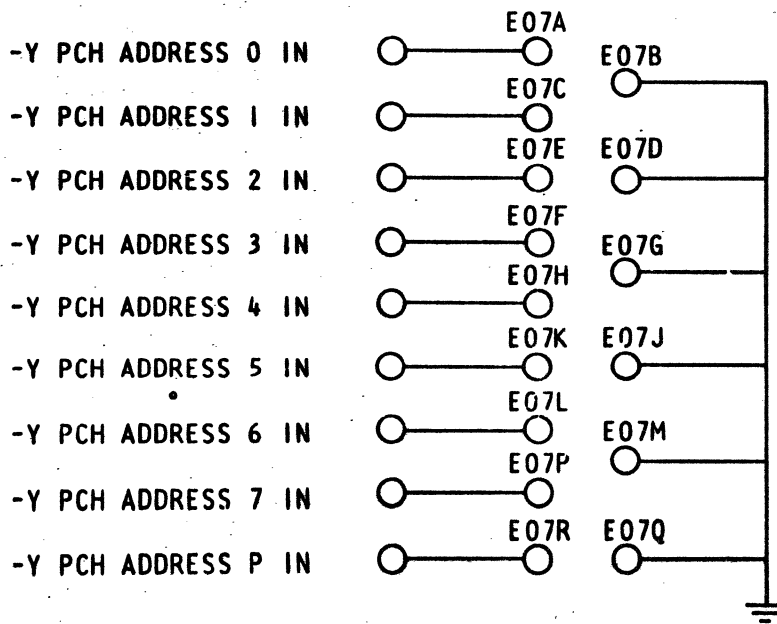 E07A
-Y PCH ADDRESS 0 IN
E07B
E07C
-Y PCH ADDRESS 1 IN
E07E E07D
-Y PCH ADDRESS 2 IN
E07F
-Y PCH ADDRESS 3 IN
E07G
E07H
-Y PCH ADDRESS 4 IN
E07K E07J
-Y PCH ADDRESS 5 IN
E07L
-Y PCH ADDRESS 6 IN
E07M
E07P
-Y PCH ADDRESS 7 IN
E07R E07Q
-Y PCH ADDRESS P IN